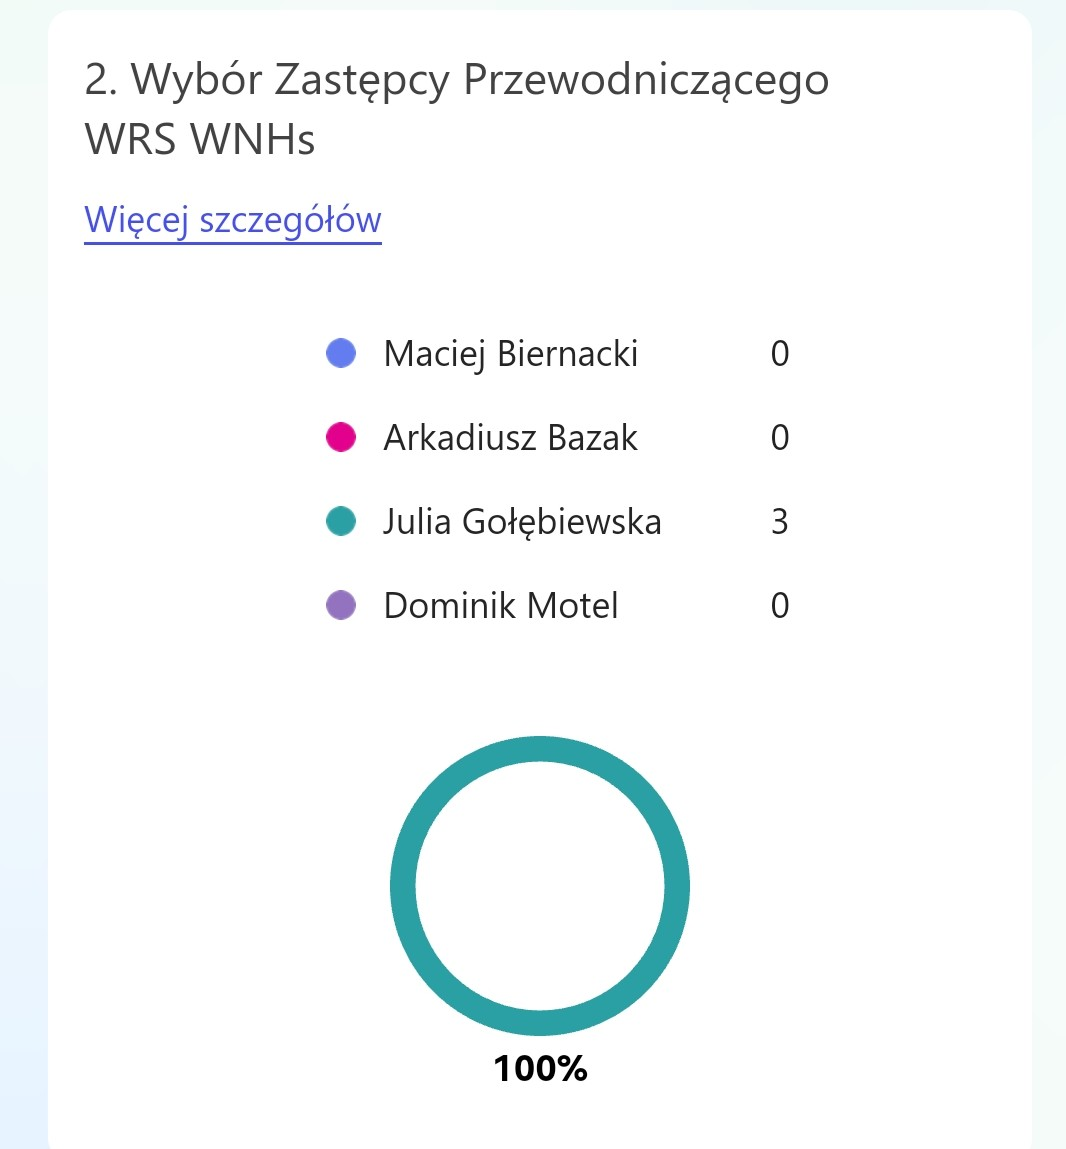 2. Wybór Zastępcy Przewodniczącego
WRS WNHs
Więcej szczegółów
Maciej Biernacki 0
Arkadiusz Bazak 0
Julia Gołębiewska 3
Dominik Motel 0
100%